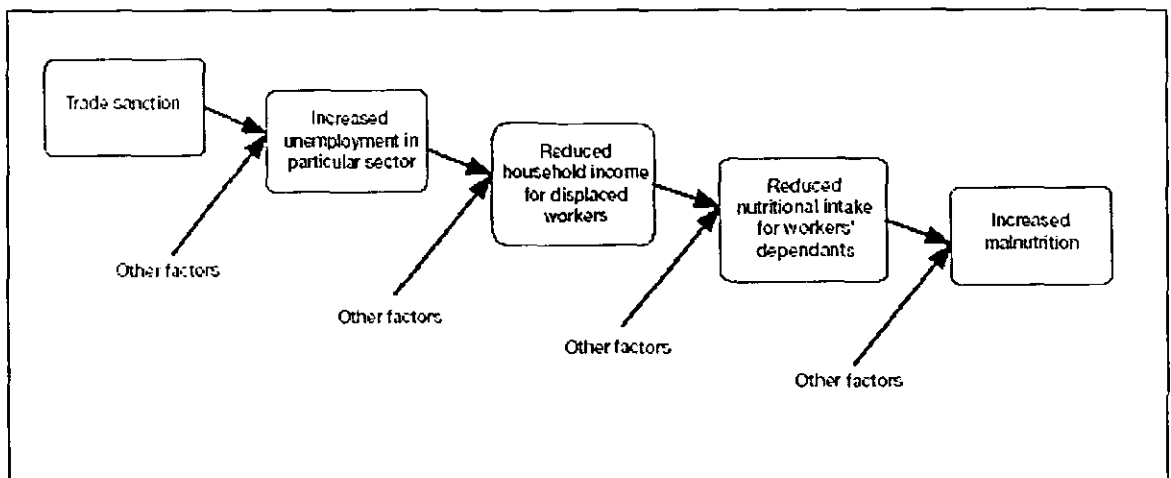 Trade sanction
Increased
unemployment in
particular sector
Reduced
household income
for displaced
workers
Reduced
nutritional intake
for workers'
dependants
Increased
malnutrition
Other factors
Other factors
Other factors
Other factors